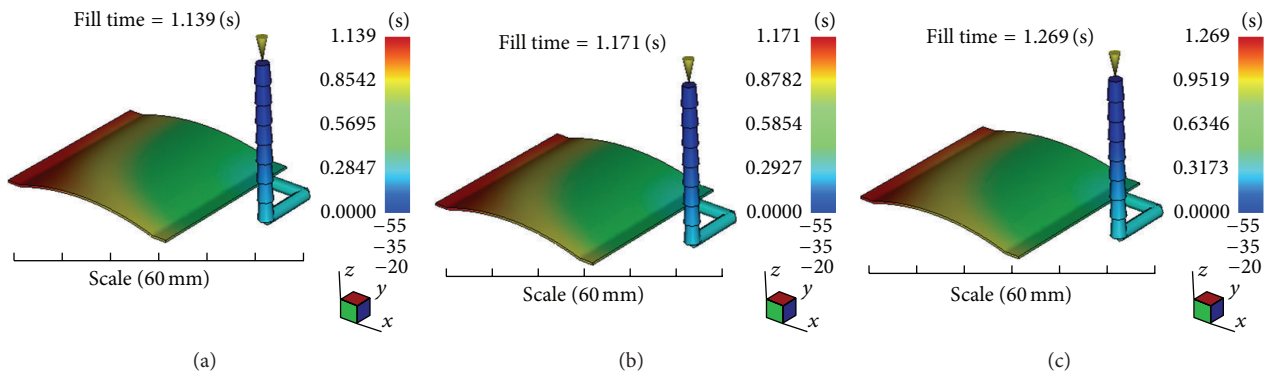 Fill time = 1.139 (s)
(s)
1.139
0.8542
0.5695
0.2847
0.0000
−55
−35
−20
Scale (60 mm)
z
y
x
(a)
Fill time = 1.171 (s)
(s)
1.171
0.8782
0.5854
0.2927
0.0000
−55
−35
−20
Scale (60 mm)
z
y
x
(b)
Fill time = 1.269 (s)
(s)
1.269
0.9519
0.6346
0.3173
0.0000
−55
−35
−20
Scale (60 mm)
z
y
x
(c)